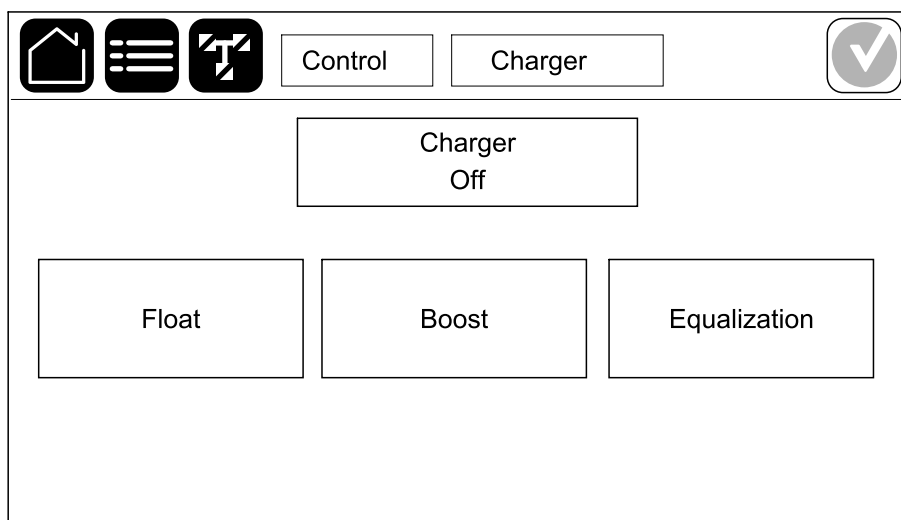 Control
Charger
Charger
Off
Float
Boost
Equalization